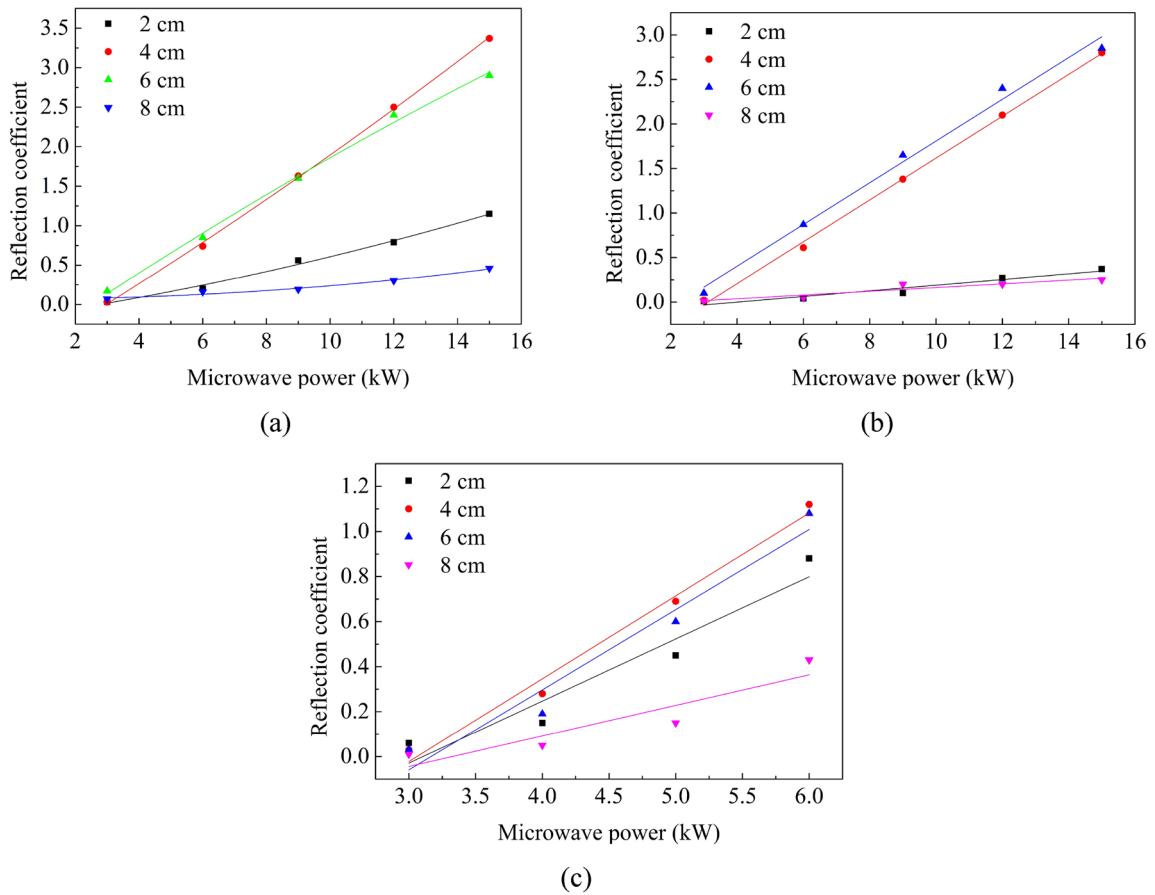 3.5
3.0
2.5
2.0
1.5
1.0
0.5
0.0
Reflection coefficient
2 cm
4 cm
6 cm
8 cm
2 4 6 8 10 12 14 16
Microwave power (kW)
(a)
3.0
2.5
2.0
1.5
1.0
0.5
0.0
Reflection coefficient
2 cm
4 cm
6 cm
8 cm
2 4 6 8 10 12 14 16
Microwave power (kW)
(b)
1.2
1.0
0.8
0.6
0.4
0.2
0.0
Reflection coefficient
2 cm
4 cm
6 cm
8 cm
3.0 3.5 4.0 4.5 5.0 5.5 6.0
Microwave power (kW)
(c)